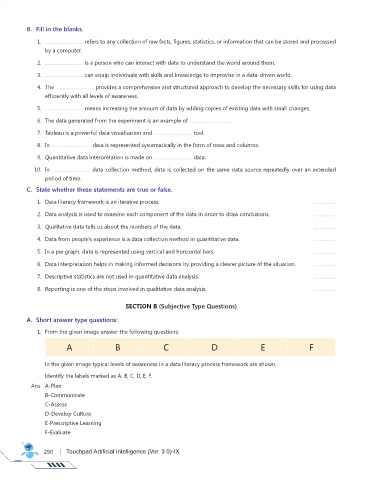 B. Fill in the blanks.
1. ........................ refers to any collection of raw facts, figures, statistics, or information that can be stored and processed
by a computer.
2. ........................ is a person who can interact with data to understand the world around them.
3. ........................ can equip individuals with skills and knowledge to improvise in a data-driven world.
4. The ........................ provides a comprehensive and structured approach to develop the necessary skills for using data
efficiently with all levels of awareness.
5. ........................ means increasing the amount of data by adding copies of existing data with small changes.
6. The data generated from the experiment is an example of ........................
7. Tableau is a powerful data visualisation and ........................ tool.
8. In ........................ data is represented systematically in the form of rows and columns.
9. Quantitative data interpretation is made on ........................ data.
10. In ........................ data collection method, data is collected on the same data source repeatedly over an extended
period of time.
C. State whether these statements are true or false.
1. Data literacy framework is an iterative process. ..............
2. Data analysis is used to examine each component of the data in order to draw conclusions. ..............
3. Qualitative data tells us about the numbers of the data. ..............
4. Data from people's experience is a data collection method in quantitative data. ..............
5. In a pie graph, data is represented using vertical and horizontal bars. ..............
6. Data interpretation helps in making informed decisions by providing a clearer picture of the situation. ..............
7. Descriptive statistics are not used in quantitative data analysis. ..............
8. Reporting is one of the steps involved in qualitative data analysis. ..............
SECTION B (Subjective Type Questions)
A. Short answer type questions:
1. From the given image answer the following questions:
A B C D E F
In the given image typical levels of awareness in a data literacy process framework are shown.
Identify the labels marked as A, B, C, D, E, F.
Ans. A-Plan
B-Communicate
C-Assess
D-Develop Culture
E-Prescriptive Learning
F-Evaluate
290 | Touchpad Artificial Intelligence (Ver. 3.0)-IX